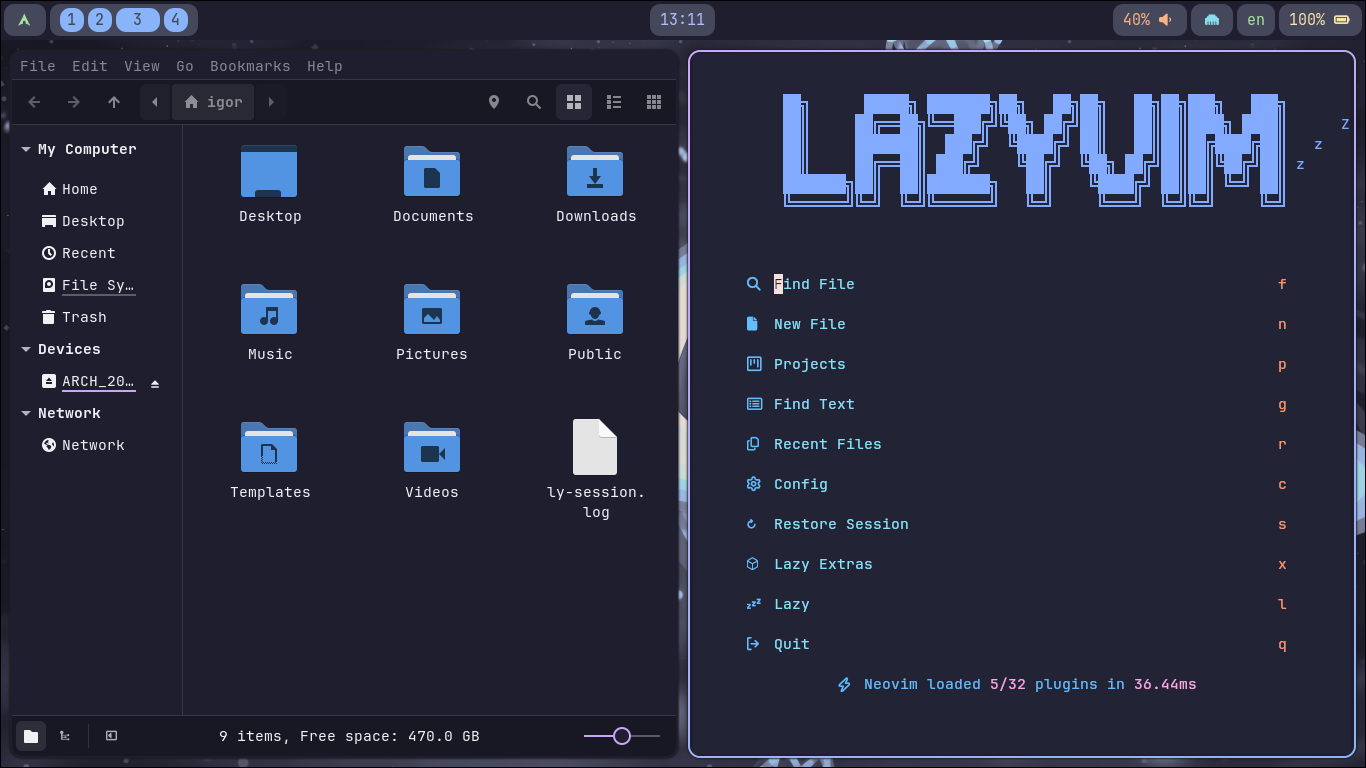 1 2 3 4
13:11
40%
en
100%
File Edit View Go Bookmarks Help
igor
My Computer
Home
Desktop
Recent
File Sy…
Trash
Devices
ARCH_20…
Network
Network
Desktop
Documents
Downloads
Music
Pictures
Public
Templates
Videos
ly-session.
log
9 items, Free space: 470.0 GB
LAZYVIM
Z
z
z
Find File f
New File n
Projects p
Find Text g
Recent Files r
Config c
Restore Session s
Lazy Extras x
Lazy l
Quit q
Neovim loaded 5/32 plugins in 36.44ms